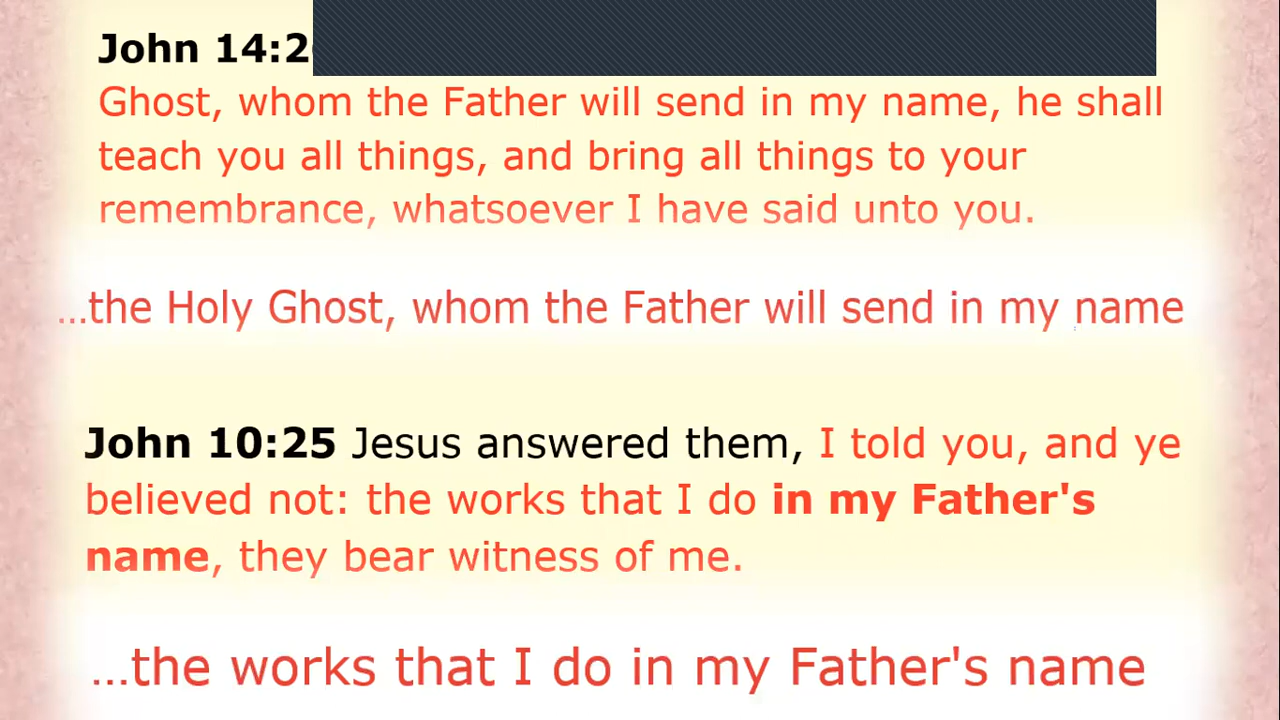 John 14:2
Ghost, whom the Father will send in my name, he shall
teach you all things, and bring all things to your
remembrance, whatsoever I have said unto you.
...the Holy Ghost, whom the Father will send in my name
John 10:25 Jesus answered them, I told you, and ye
believed not: the works that I do in my Father's
name, they bear witness of me.
...the works that I do in my Father's name